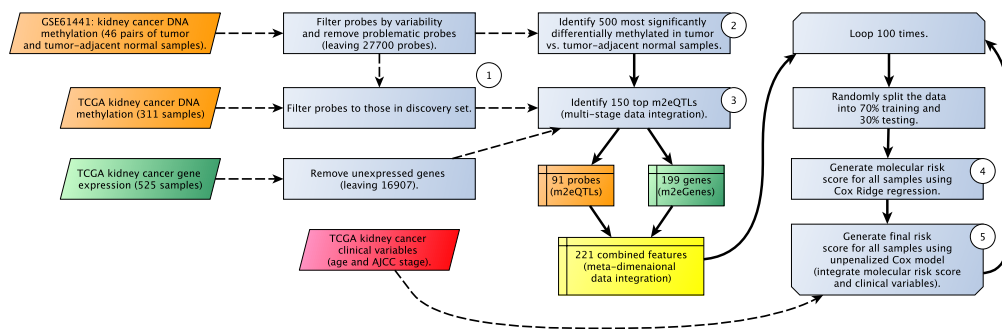 GSE61441: kidney cancer DNA
methylation (46 pairs of tumor
and tumor-adjacent normal samples).
Filter probes by variability
and remove problematic probes
(leaving 27700 probes).
Identify 500 most significantly
differentially methylated in tumor
vs. tumor-adjacent normal samples.
2
Loop 100 times.
1
TCGA kidney cancer DNA
methylation (311 samples)
Filter probes to those in discovery set.
Identify 150 top m2eQTLs
(multi-stage data integration).
3
Randomly split the data
into 70% training and
30% testing.
TCGA kidney cancer gene
expression (525 samples)
Remove unexpressed genes
(leaving 16907).
91 probes
(m2eQTLs)
199 genes
(m2eGenes)
Generate molecular risk
score for all samples using
Cox Ridge regression.
4
TCGA kidney cancer
clinical variables
(age and AJCC stage).
221 combined features
(meta-dimenaional
data integration)
Generate final risk
score for all samples using
unpenalized Cox model
(integrate molecular risk score
and clinical variables).
5